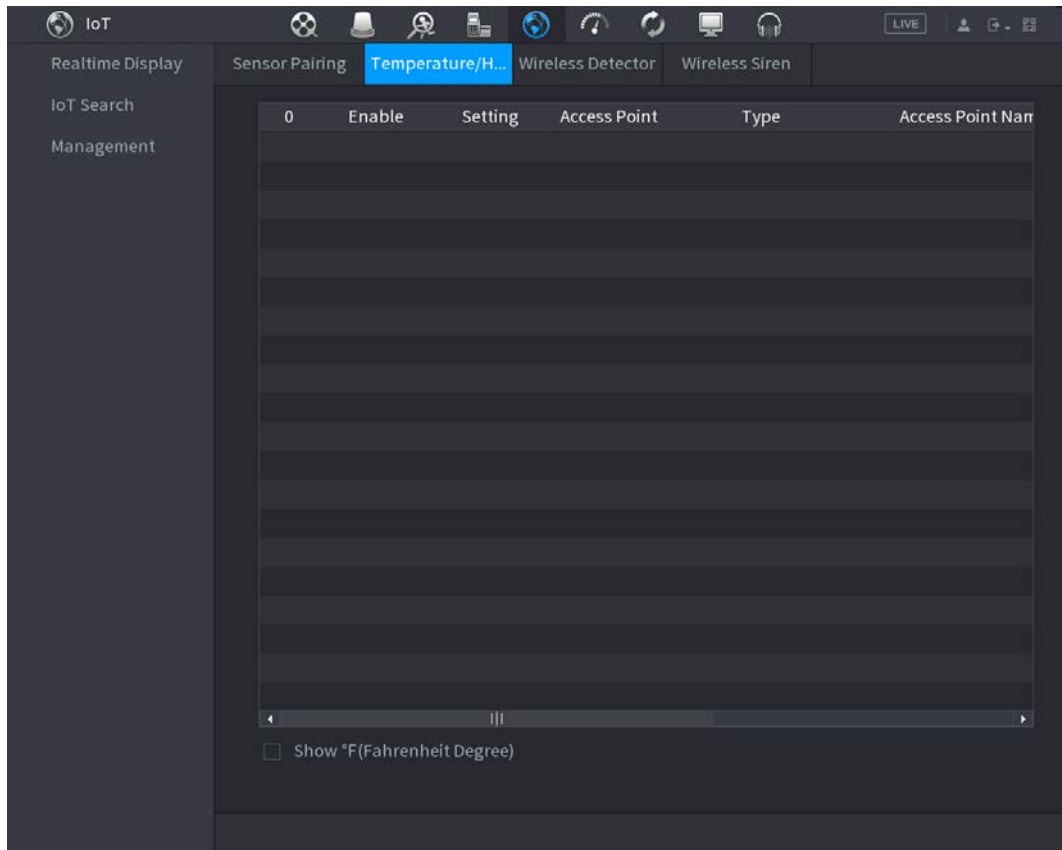 IoT
LIVE
Realtime Display
IoT Search
Management
Sensor Pairing Temperature/H... Wireless Detector Wireless Siren
0 Enable Setting Access Point Type Access Point Nam
Show °F(Fahrenheit Degree)